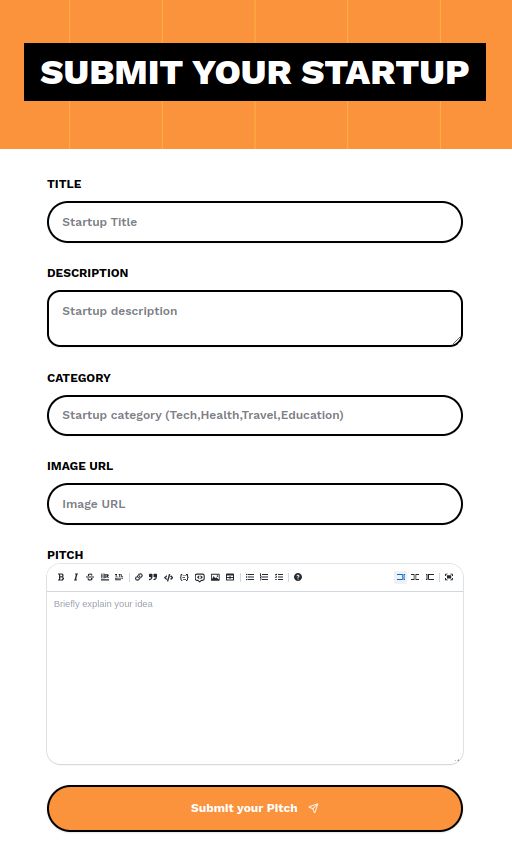 SUBMIT YOUR STARTUP
TITLE
Startup Title
DESCRIPTION
Startup description
CATEGORY
Startup category (Tech,Health,Travel,Education)
IMAGE URL
Image URL
PITCH
Briefly explain your idea
Submit your Pitch